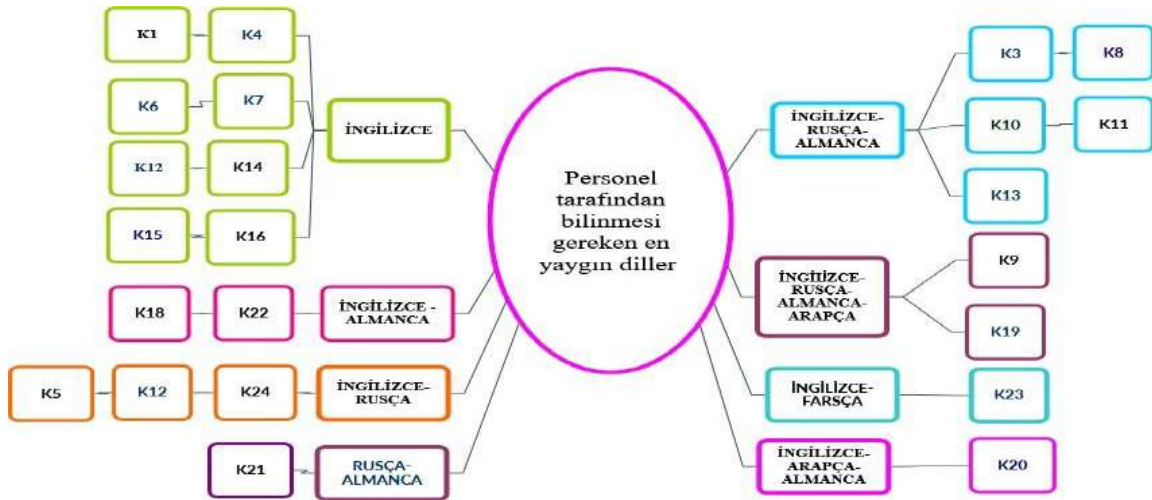 K1
K4
K6
K7
K12
K14
K15
K16
İNGİLİZCE
K18
K22
İNGİLİZCE -
ALMANCA
K5
K12
K24
İNGİLİZCE-
RUSÇA
K21
RUSÇA-
ALMANCA
Personel
tarafından
bilinmesi
gereken en
yaygın diller
İNGİLİZCE-
RUSÇA-
ALMANCA
K3
K8
K10
K11
K13
İNGİLİZCE-
RUSÇA-
ALMANCA-
ARAPÇA
K9
K19
İNGİLİZCE-
FARSÇA
K23
İNGİLİZCE-
ARAPÇA-
ALMANCA
K20